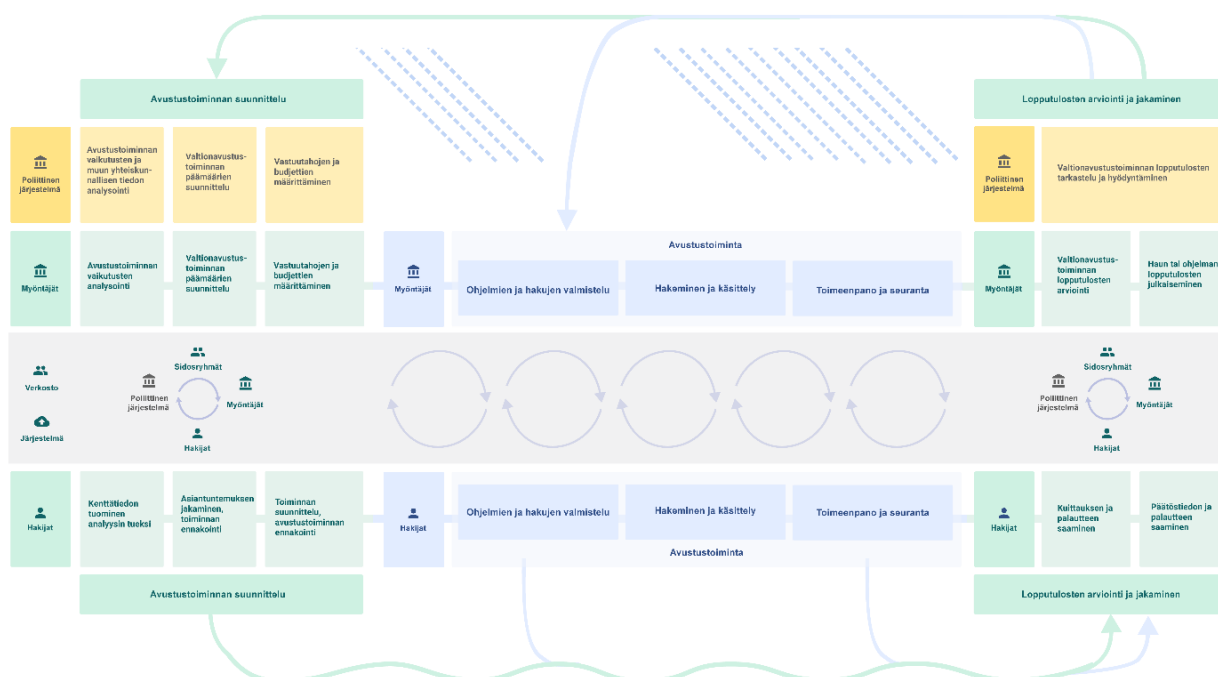 Avustustoiminnan suunnittelu
Lopputulosten arviointi ja jakaminen
Poliittinen
järjestelmä
Avustustoiminnan
vaikutusten ja
muun yhteiskun-
nallisen tiedon
analysointi
Valtionavustus-
toiminnan
päämäärien
suunnittelu
Vastuutahojen ja
budjettien
määrittäminen
Poliittinen
järjestelmä
Valtionavustustoiminnan lopputulosten
tarkastelu ja hyödyntäminen
Myöntäjät
Avustustoiminnan
vaikutusten
analysointi
Valtionavustus-
toiminnan
päämäärien
suunnittelu
Vastuutahojen ja
budjettien
määrittäminen
Myöntäjät
Avustustoiminta
Ohjelmien ja hakujen valmistelu
Hakeminen ja käsittely
Toimeenpano ja seuranta
Myöntäjät
Valtionavustus-
toiminnan
lopputulosten
arviointi
Haun tai ohjelman
lopputulosten
julkaiseminen
Verkosto
Järjestelmä
Sidosryhmät
Poliittinen
järjestelmä
Myöntäjät
Hakijat
Sidosryhmät
Poliittinen
järjestelmä
Myöntäjät
Hakijat
Hakijat
Kenttätiedon
tuominen
analyysin tueksi
Asiantuntemuksen
jakaminen,
toiminnan
ennakointi
Toiminnan
suunnittelu,
avustustoiminnan
ennakointi
Hakijat
Ohjelmien ja hakujen valmistelu
Hakeminen ja käsittely
Toimeenpano ja seuranta
Avustustoiminta
Hakijat
Kuittauksen ja
palautteen
saaminen
Päätöstiedon ja
palautteen
saaminen
Avustustoiminnan suunnittelu
Lopputulosten arviointi ja jakaminen